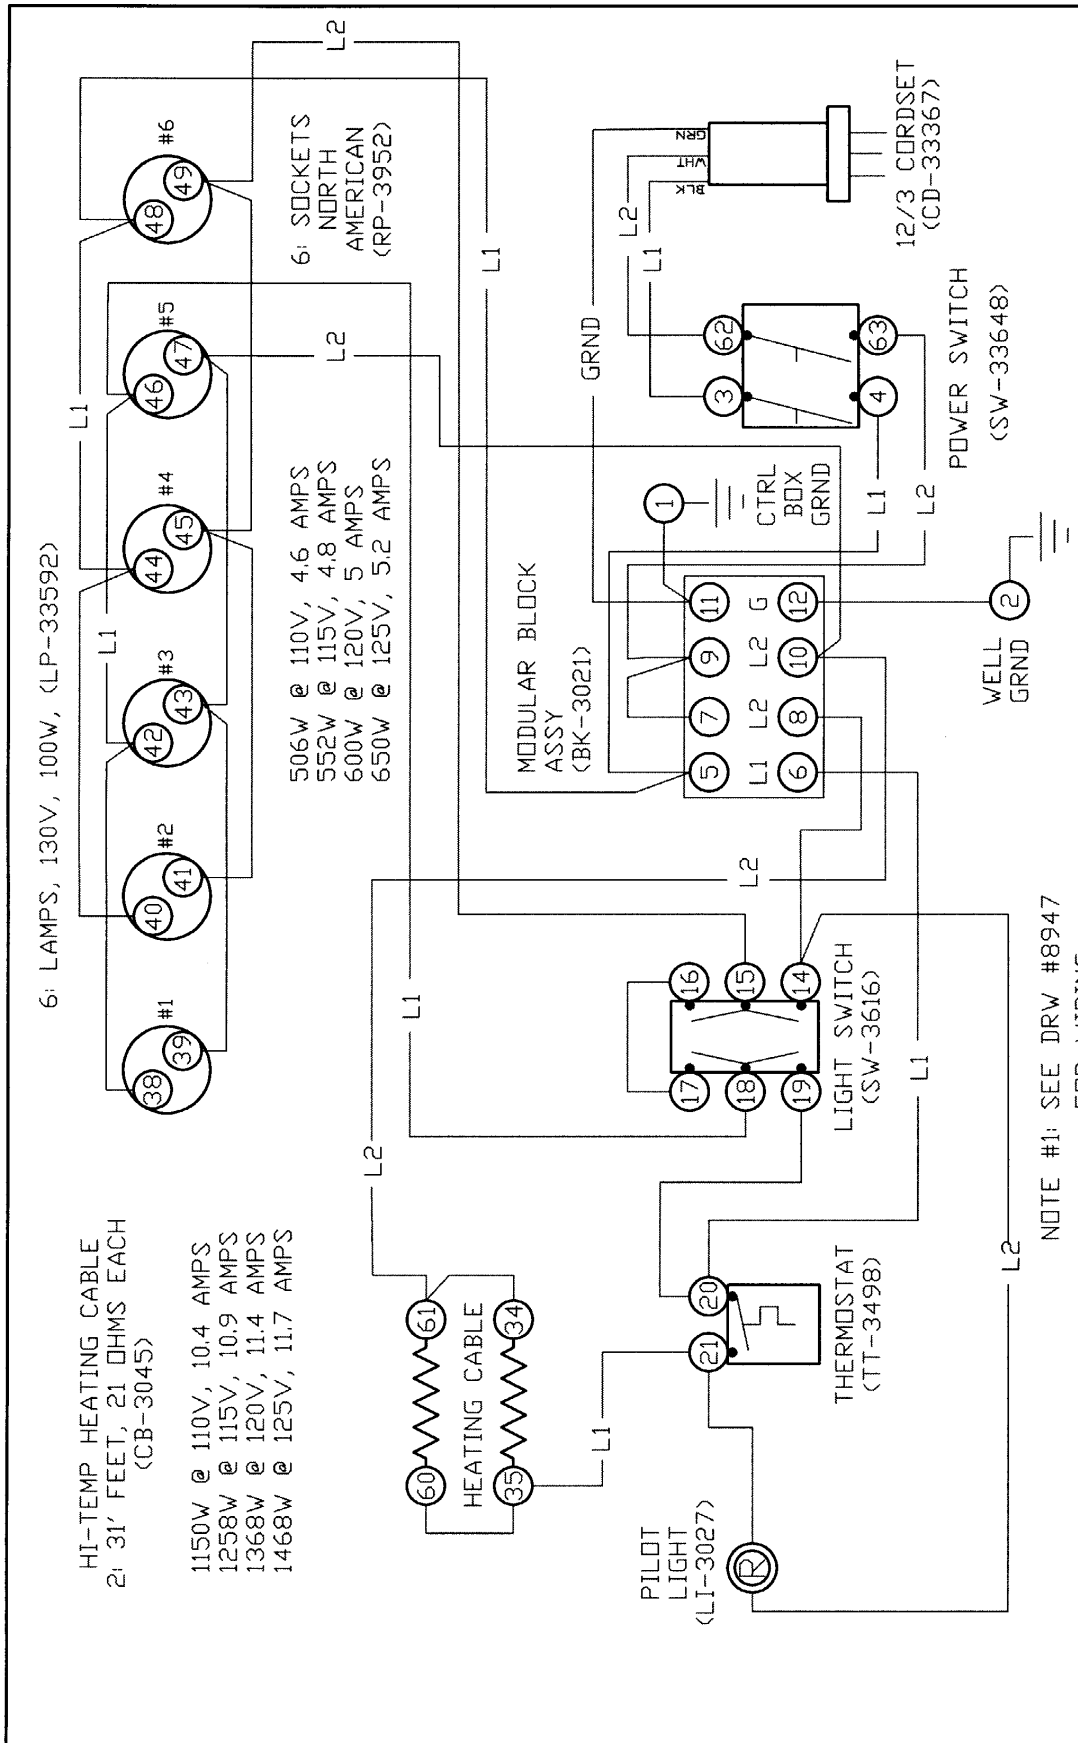 HI-TEMP HEATING CABLE
2: 31' FEET, 21 OHMS EACH
(CB-3045)
1150W @ 110V, 10.4 AMPS
1258W @ 115V, 10.9 AMPS
1368W @ 120V, 11.4 AMPS
1468W @ 125V, 11.7 AMPS
6: LAMPS, 130V, 100W, (LP-33592)
L1
L1
38
39
#1
40
41
#2
42
43
#3
44
45
#4
46
47
#5
48
49
#6
506W @ 110V, 4.6 AMPS
552W @ 115V, 4.8 AMPS
600W @ 120V, 5 AMPS
650W @ 125V, 5.2 AMPS
6: SOCKETS
NORTH
AMERICAN
(RP-3952)
L2
L2
L2
L1
L1
60
61
HEATING CABLE
35
34
L1
L2
MODULAR BLOCK
ASSY
(BK-3021)
5
7
9
11
L1
L2
L2
G
6
8
10
12
1
CTRL
BOX
GRND
GRND
L2
L1
BLK
WHT
GRN
12/3 CORDSET
(CD-33367)
3
62
4
63
POWER SWITCH
(SW-33648)
L1
L2
WELL
GRND
2
17
16
18
15
19
14
LIGHT SWITCH
(SW-3616)
L1
21
20
THERMOSTAT
(TT-3498)
PILOT
LIGHT
(LI-3027)
R
L2
NOTE #1: SEE DRW #8947